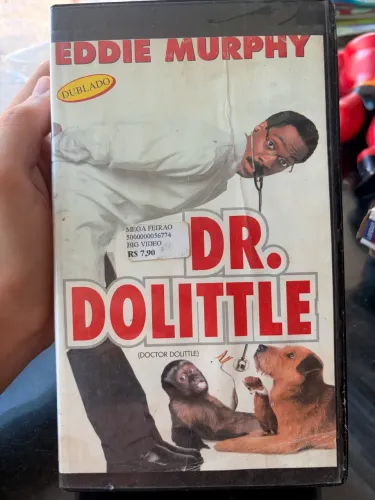 EDDIE MURPHY
DUBLADO
MEGA FEIRAO
5000000056774
BIG VIDEO
R$ 7,90
DR.
DOLITTLE
(DOCTOR DOLITTLE)